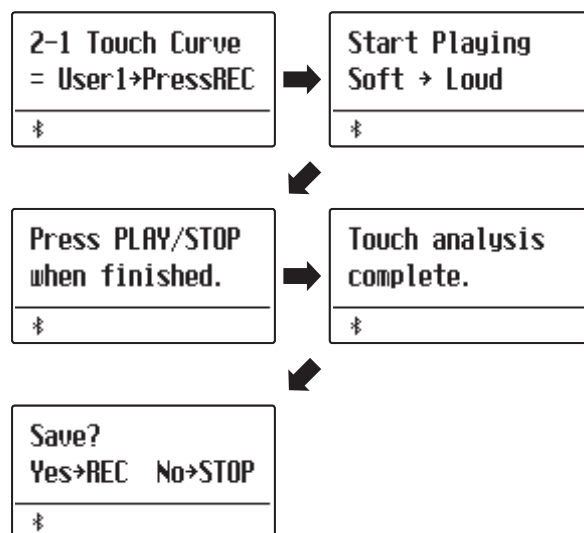 2-1 Touch Curve
= User1→PressREC
Start Playing
Soft → Loud
Press PLAY/STOP
when finished.
Touch analysis
complete.
Save?
Yes→REC No→STOP